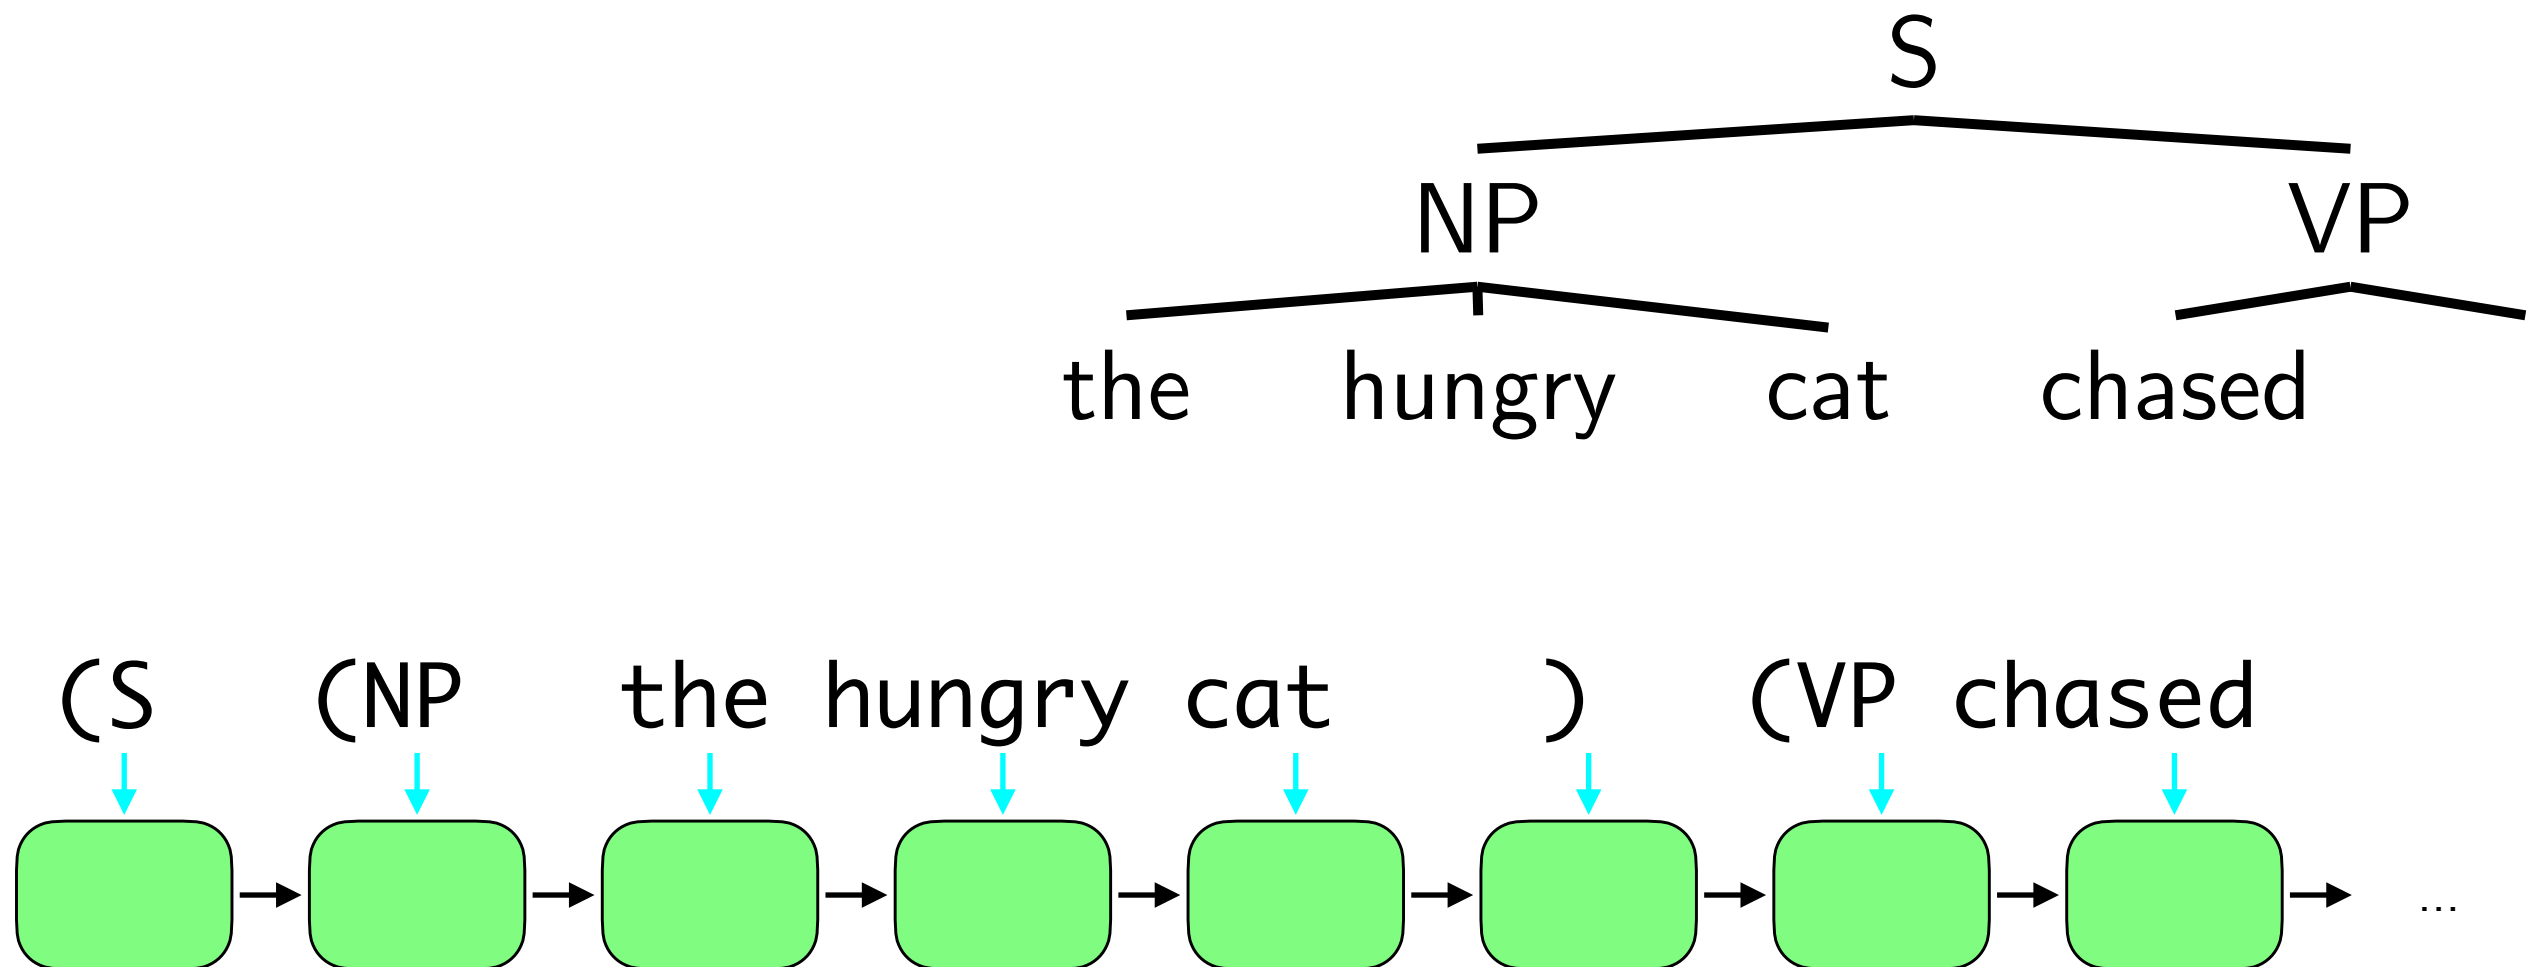 S
NP VP
the hungry cat chased
(S (NP the hungry cat ) (VP chased
...